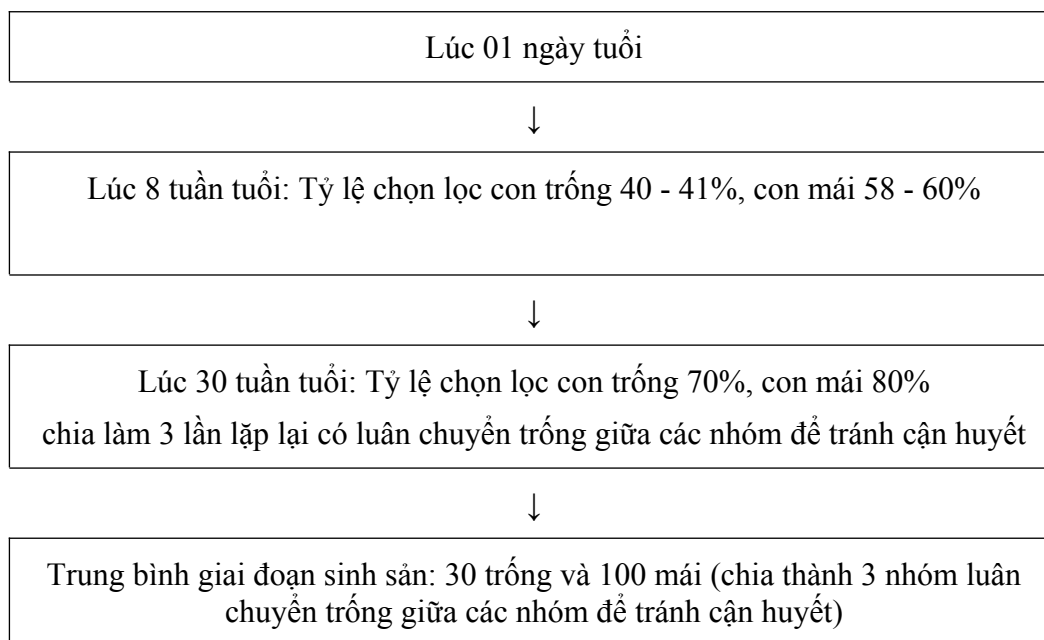 Lúc 01 ngày tuổi
↓
Lúc 8 tuần tuổi: Tỷ lệ chọn lọc con trống 40 - 41%, con mái 58 - 60%
↓
Lúc 30 tuần tuổi: Tỷ lệ chọn lọc con trống 70%, con mái 80%
chia làm 3 lần lặp lại có luân chuyển trống giữa các nhóm để tránh cận huyết
↓
Trung bình giai đoạn sinh sản: 30 trống và 100 mái (chia thành 3 nhóm luân
chuyển trống giữa các nhóm để tránh cận huyết)